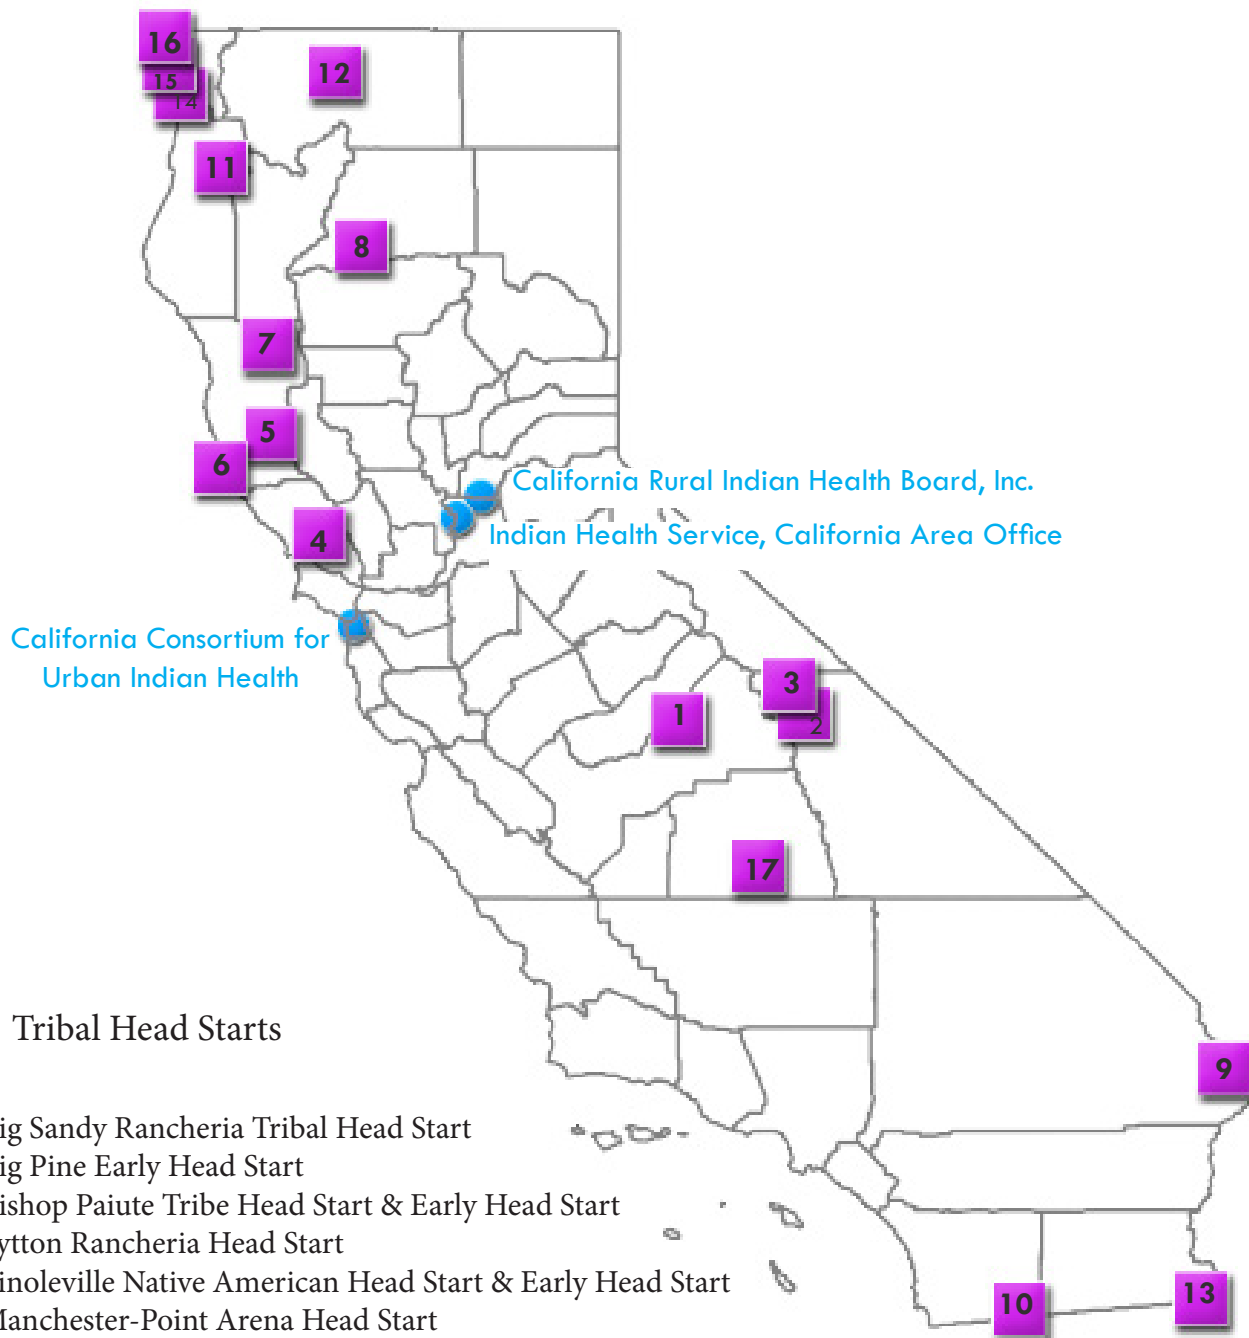 16
12
15
14
11
8
7
5
6
California Rural Indian Health Board, Inc.
Indian Health Service, California Area Office
4
California Consortium for
Urban Indian Health
3
1
2
17
Tribal Head Starts
9
ig Sandy Rancheria Tribal Head Start
ig Pine Early Head Start
ishop Paiute Tribe Head Start & Early Head Start
ytton Rancheria Head Start
inoleville Native American Head Start & Early Head Start
Manchester-Point Arena Head Start
10
13